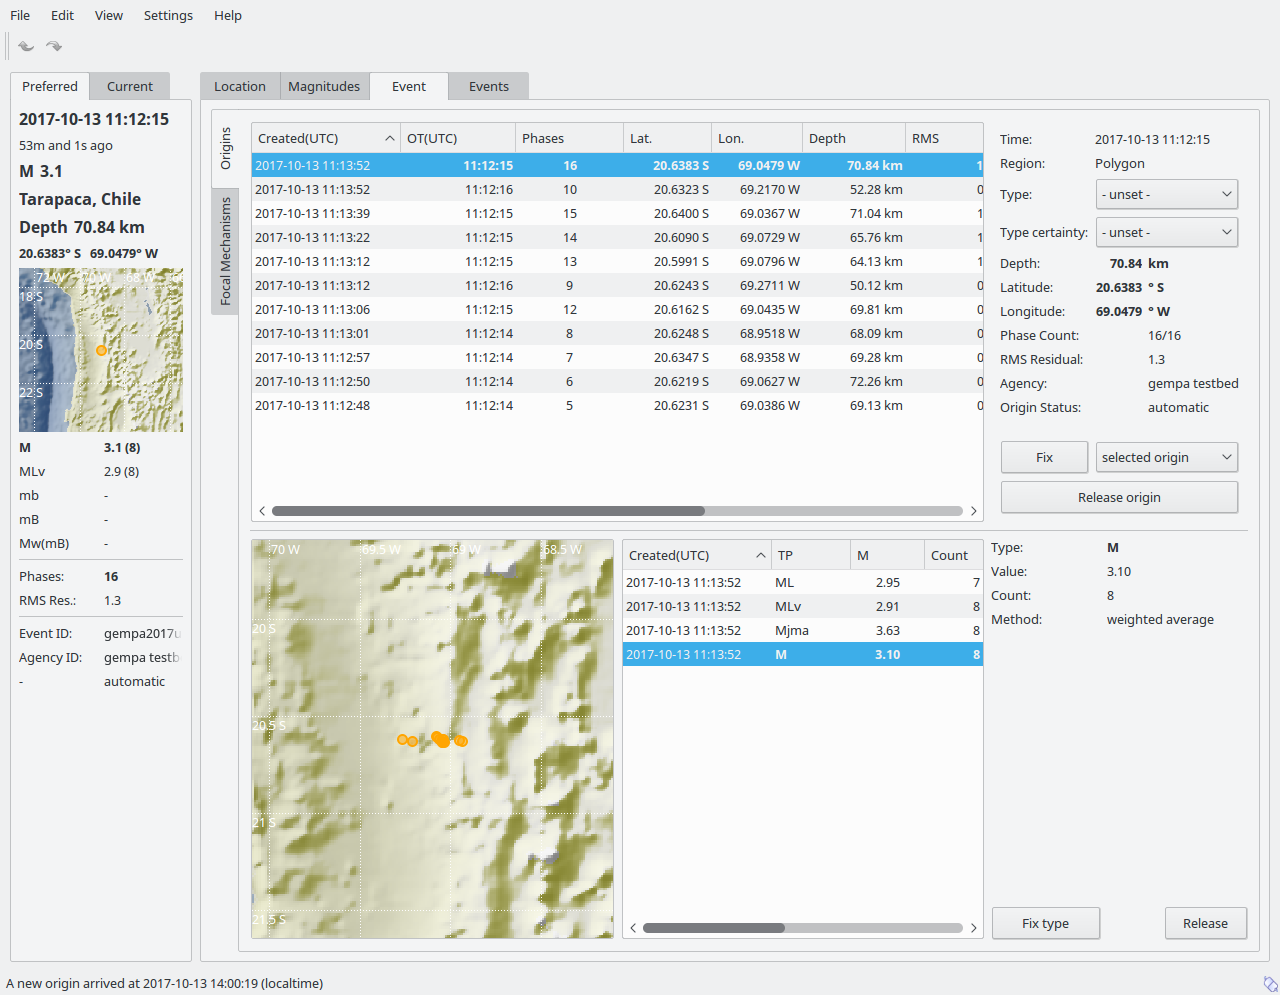 File Edit View Settings Help
Preferred Current
2017-10-13 11:12:15
53m and 1s ago
M 3.1
Tarapaca, Chile
Depth 70.84 km
20.6383° S 69.0479° W
72 W 70 W 68 W
18 S
20 S
22 S
M 3.1 (8)
MLv 2.9 (8)
mb -
mB -
Mw(mB) -
Phases: 16
RMS Res.: 1.3
Event ID: gempa2017u
Agency ID: gempa testb
- automatic
Location Magnitudes Event Events
Origins
Focal Mechanisms
Created(UTC) OT(UTC) Phases Lat. Lon. Depth RMS
2017-10-13 11:13:52 11:12:15 16 20.6383 S 69.0479 W 70.84 km 1
2017-10-13 11:13:52 11:12:16 10 20.6323 S 69.2170 W 52.28 km 0
2017-10-13 11:13:39 11:12:15 15 20.6400 S 69.0367 W 71.04 km 1
2017-10-13 11:13:22 11:12:15 14 20.6090 S 69.0729 W 65.76 km 1
2017-10-13 11:13:12 11:12:15 13 20.5991 S 69.0796 W 64.13 km 1
2017-10-13 11:13:12 11:12:16 9 20.6243 S 69.2711 W 50.12 km 0
2017-10-13 11:13:06 11:12:15 12 20.6162 S 69.0435 W 69.81 km 0
2017-10-13 11:13:01 11:12:14 8 20.6248 S 68.9518 W 68.09 km 0
2017-10-13 11:12:57 11:12:14 7 20.6347 S 68.9358 W 69.28 km 0
2017-10-13 11:12:50 11:12:14 6 20.6219 S 69.0627 W 72.26 km 0
2017-10-13 11:12:48 11:12:14 5 20.6231 S 69.0386 W 69.13 km 0
Time: 2017-10-13 11:12:15
Region: Polygon
Type: - unset -
Type certainty: - unset -
Depth: 70.84 km
Latitude: 20.6383 ° S
Longitude: 69.0479 ° W
Phase Count: 16/16
RMS Residual: 1.3
Agency: gempa testbed
Origin Status: automatic
Fix selected origin
Release origin
70 W 69.5 W 69 W 68.5 W
20 S
20.5 S
21 S
21.5 S
Created(UTC) TP M Count
2017-10-13 11:13:52 ML 2.95 7
2017-10-13 11:13:52 MLv 2.91 8
2017-10-13 11:13:52 Mjma 3.63 8
2017-10-13 11:13:52 M 3.10 8
Type: M
Value: 3.10
Count: 8
Method: weighted average
Fix type Release
A new origin arrived at 2017-10-13 14:00:19 (localtime)